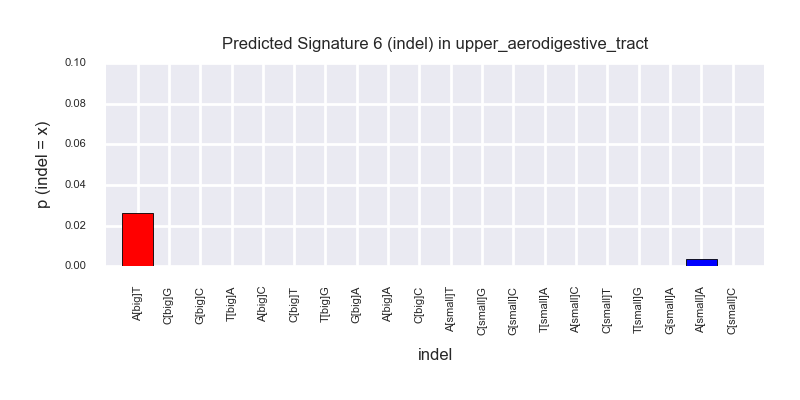 Predicted Signature 6 (indel) in upper_aerodigestive_tract
p (indel = x)
0.10
0.08
0.06
0.04
0.02
0.00
A[big]T
C[big]G
G[big]C
T[big]A
A[big]C
C[big]T
T[big]G
G[big]A
A[big]A
C[big]C
A[small]T
C[small]G
G[small]C
T[small]A
A[small]C
C[small]T
T[small]G
G[small]A
A[small]A
C[small]C
indel